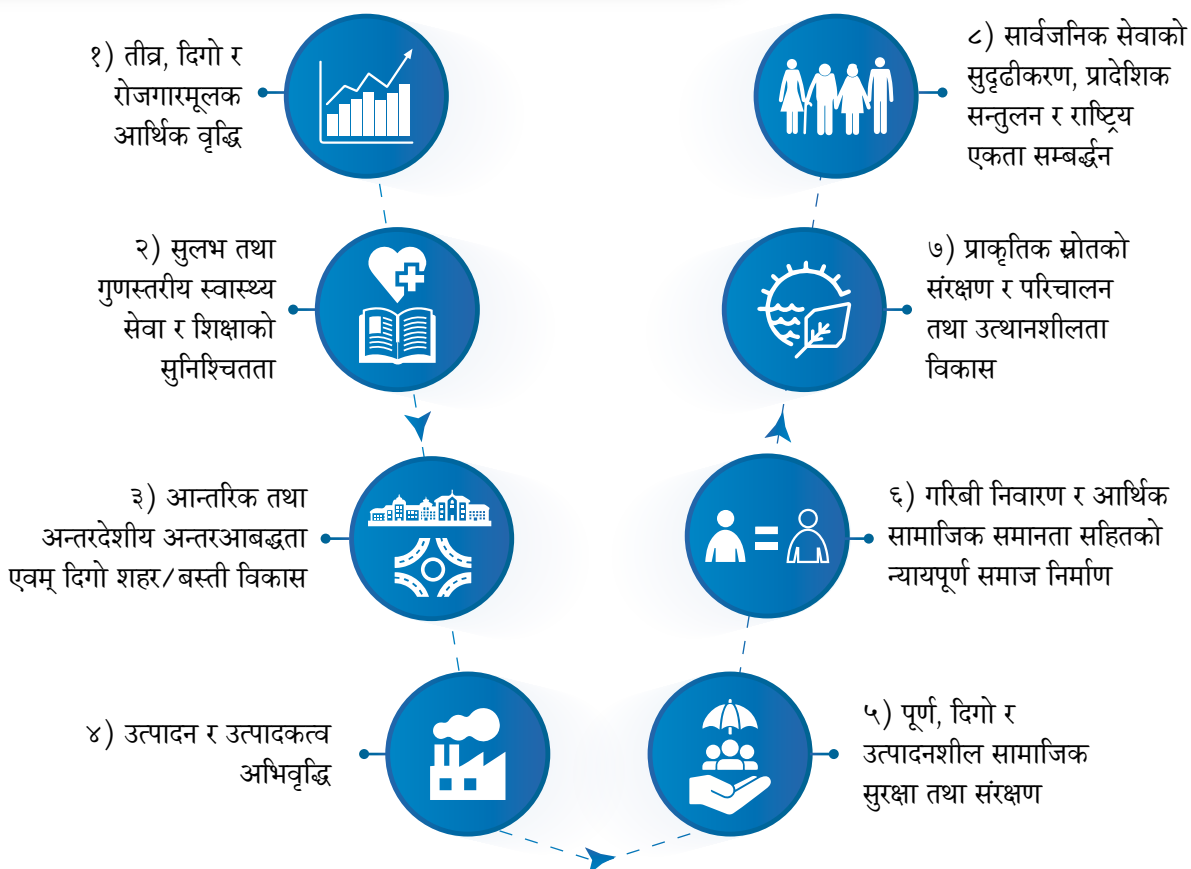 १) तीव्र, दिगो र
रोजगारमूलक
आर्थिक वृद्धि
२) सुलभ तथा
गुणस्तरीय स्वास्थ्य
सेवा र शिक्षाको
सुनिश्चितता
३) आन्तरिक तथा
अन्तरदेशीय अन्तरआबद्धता
एवम् दिगो शहर/बस्ती विकास
४) उत्पादन र उत्पादकत्व
अभिवृद्धि
५) पूर्ण, दिगो र
उत्पादनशील सामाजिक
सुरक्षा तथा संरक्षण
६) गरिबी निवारण र आर्थिक
सामाजिक समानता सहितको
न्यायपूर्ण समाज निर्माण
७) प्राकृतिक स्रोतको
संरक्षण र परिचालन
तथा उत्थानशीलता
विकास
८) सार्वजनिक सेवाको
सुदृढीकरण, प्रादेशिक
सन्तुलन र राष्ट्रिय
एकता सम्बर्द्धन